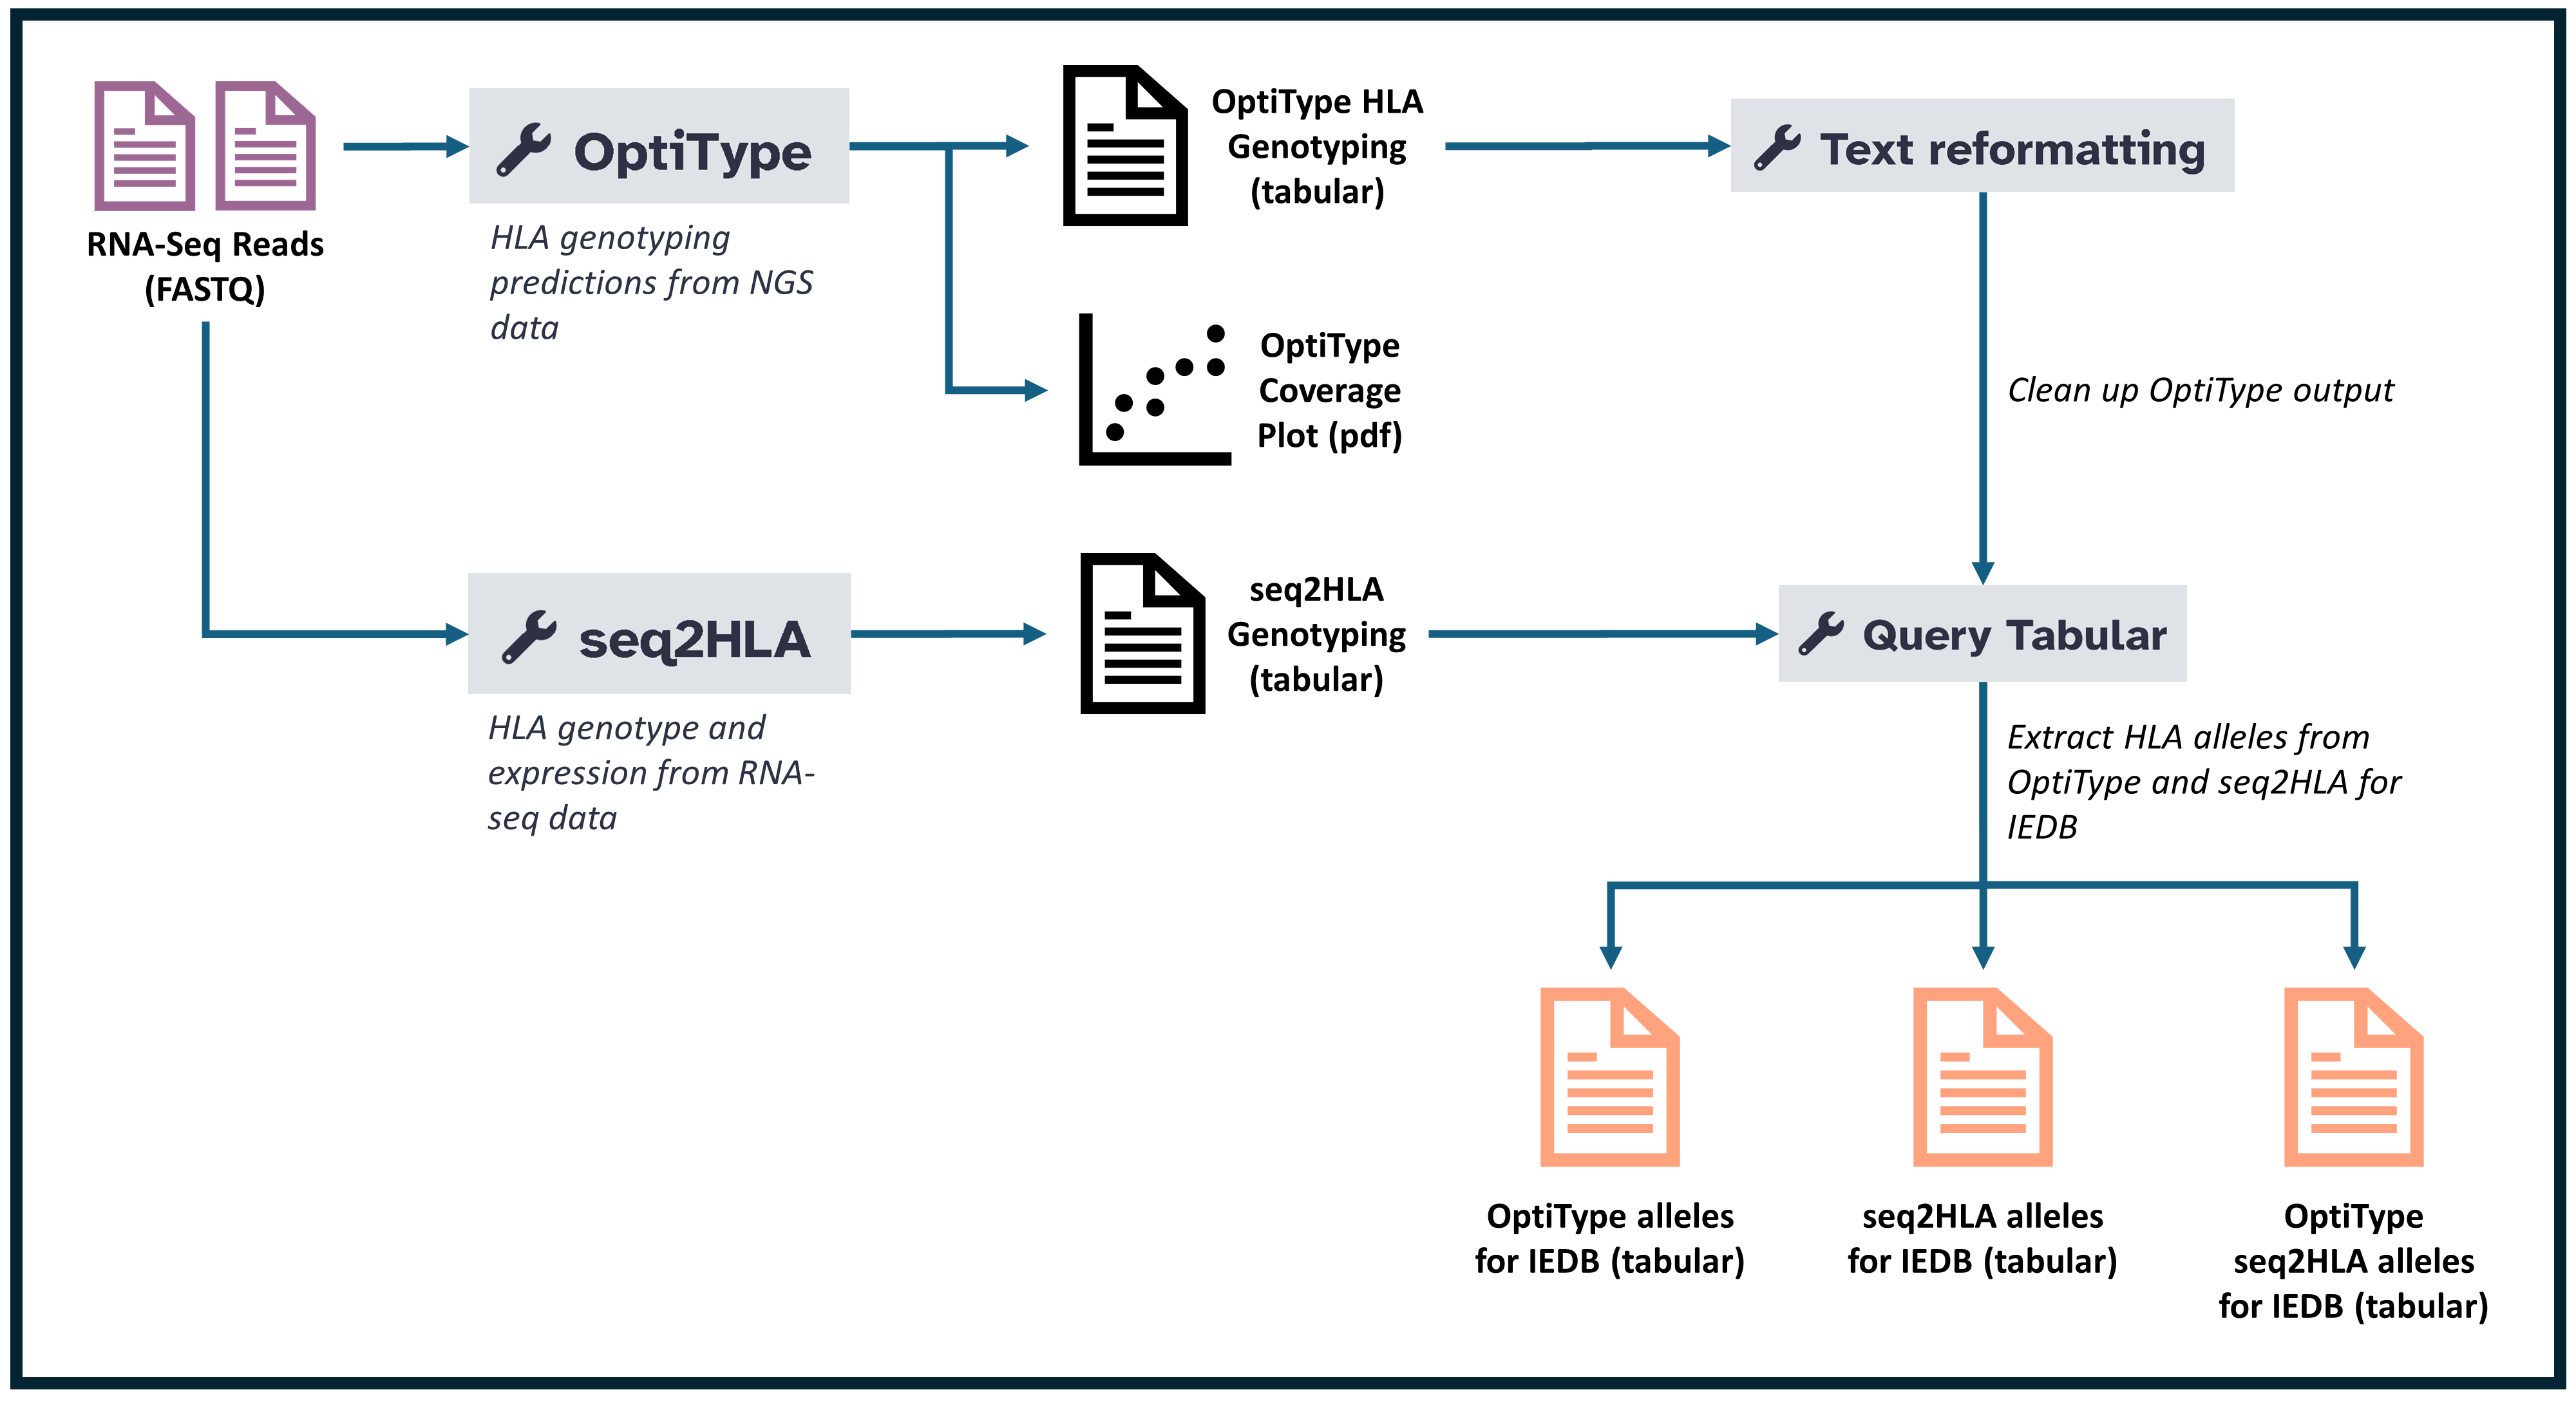 RNA-Seq Reads
(FASTQ)
OptiType
HLA genotyping
predictions from NGS
data
OptiType HLA
Genotyping
(tabular)
Text reformatting
OptiType
Coverage
Plot (pdf)
Clean up OptiType output
seq2HLA
HLA genotype and
expression from RNA-
seq data
seq2HLA
Genotyping
(tabular)
Query Tabular
Extract HLA alleles from
OptiType and seq2HLA for
IEDB
OptiType alleles
for IEDB (tabular)
seq2HLA alleles
for IEDB (tabular)
OptiType
seq2HLA alleles
for IEDB (tabular)